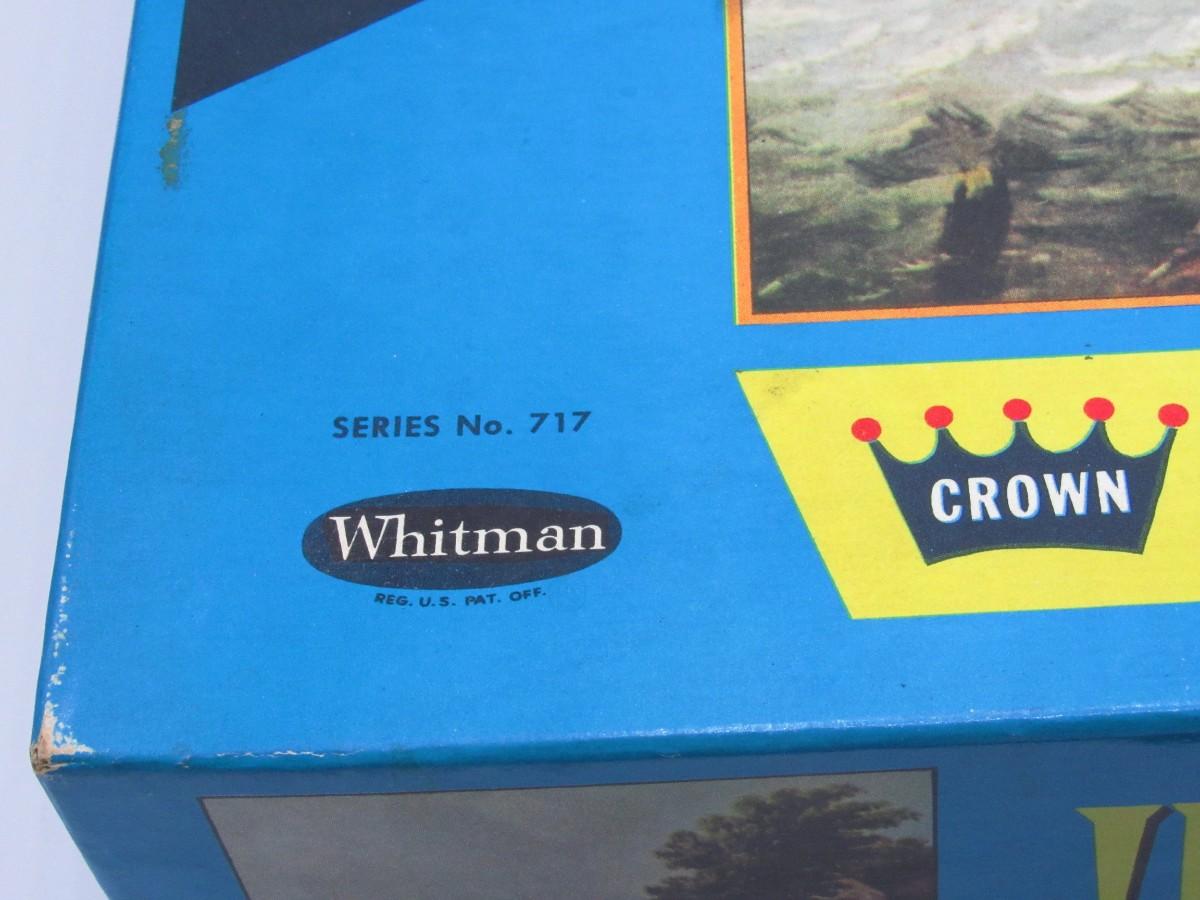 SERIES No. 717
Whitman
REG. U.S. PAT. OFF.
CROWN